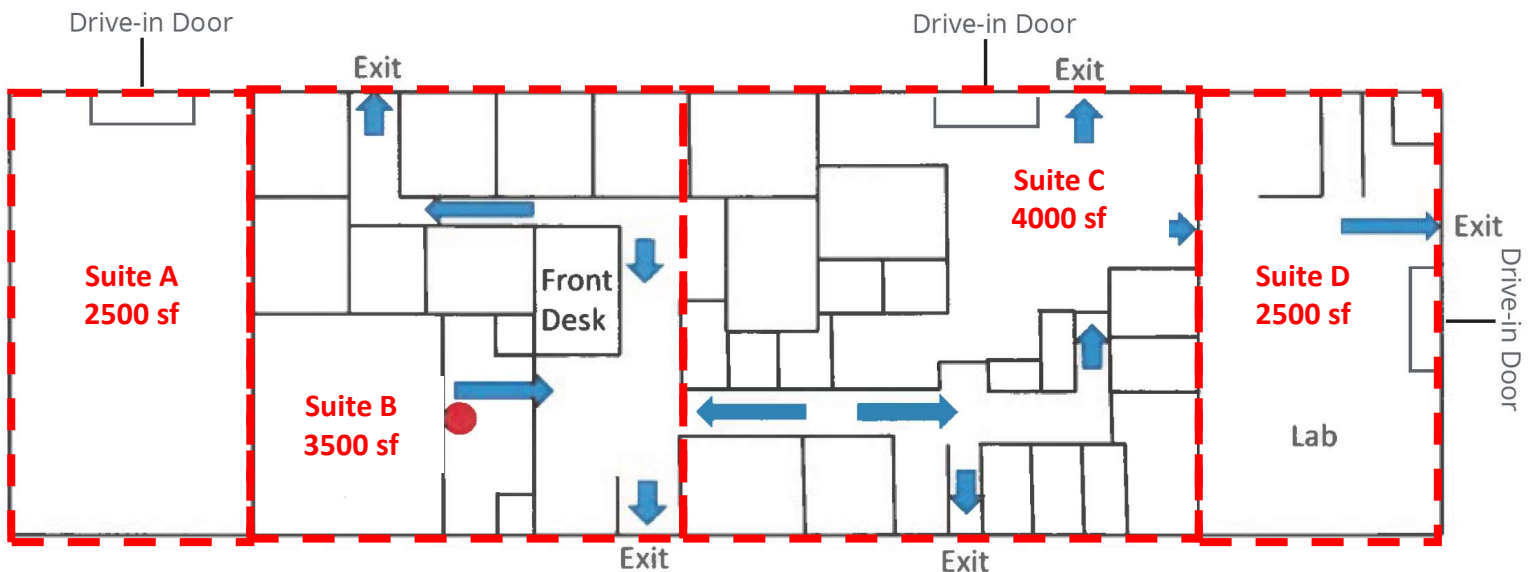 Drive-in Door
Drive-in Door
Exit
Exit
Suite A
2500 sf
Front
Desk
Suite B
3500 sf
Suite C
4000 sf
Exit
Suite D
2500 sf
Drive-in Door
Lab
Exit
Exit